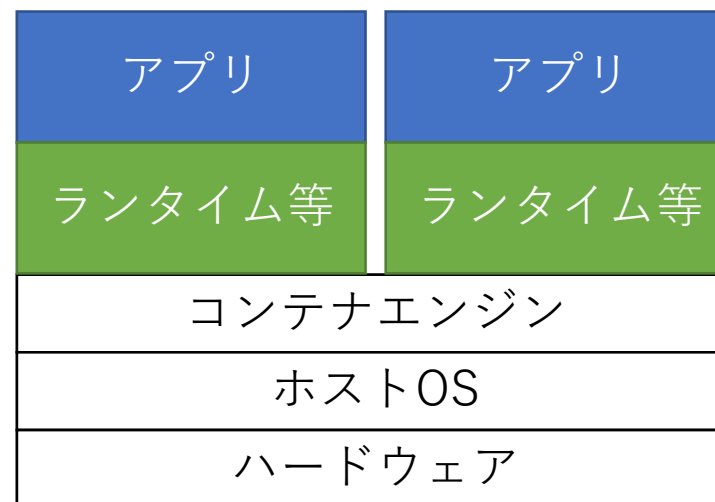 アプリ
アプリ
ランタイム等
ランタイム等
コンテナエンジン
ホストOS
ハードウェア